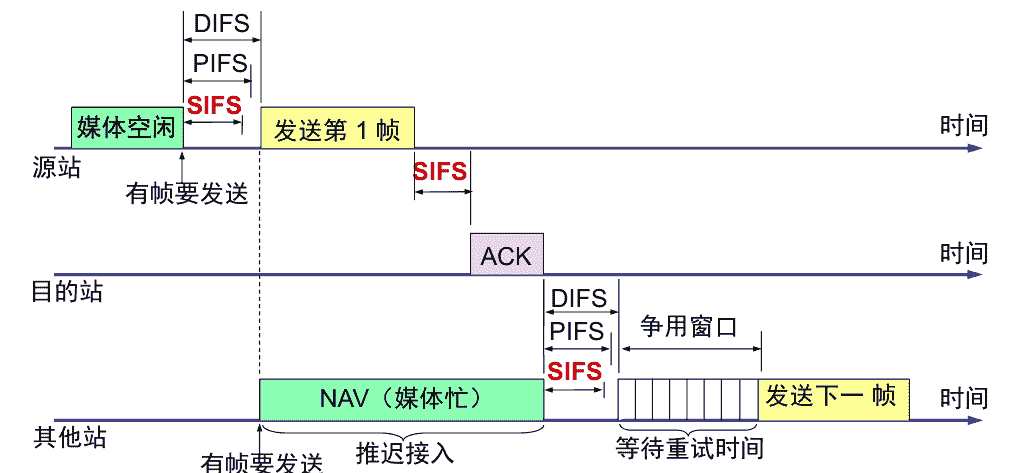 DIFS
PIFS
SIFS
媒体空闲
发送第 1 帧
时间
源站
有帧要发送
SIFS
ACK
时间
目的站
DIFS
PIFS
SIFS
争用窗口
NAV（媒体忙）
发送下一 帧
时间
其他站
推迟接入
等待重试时间
有帧要发送